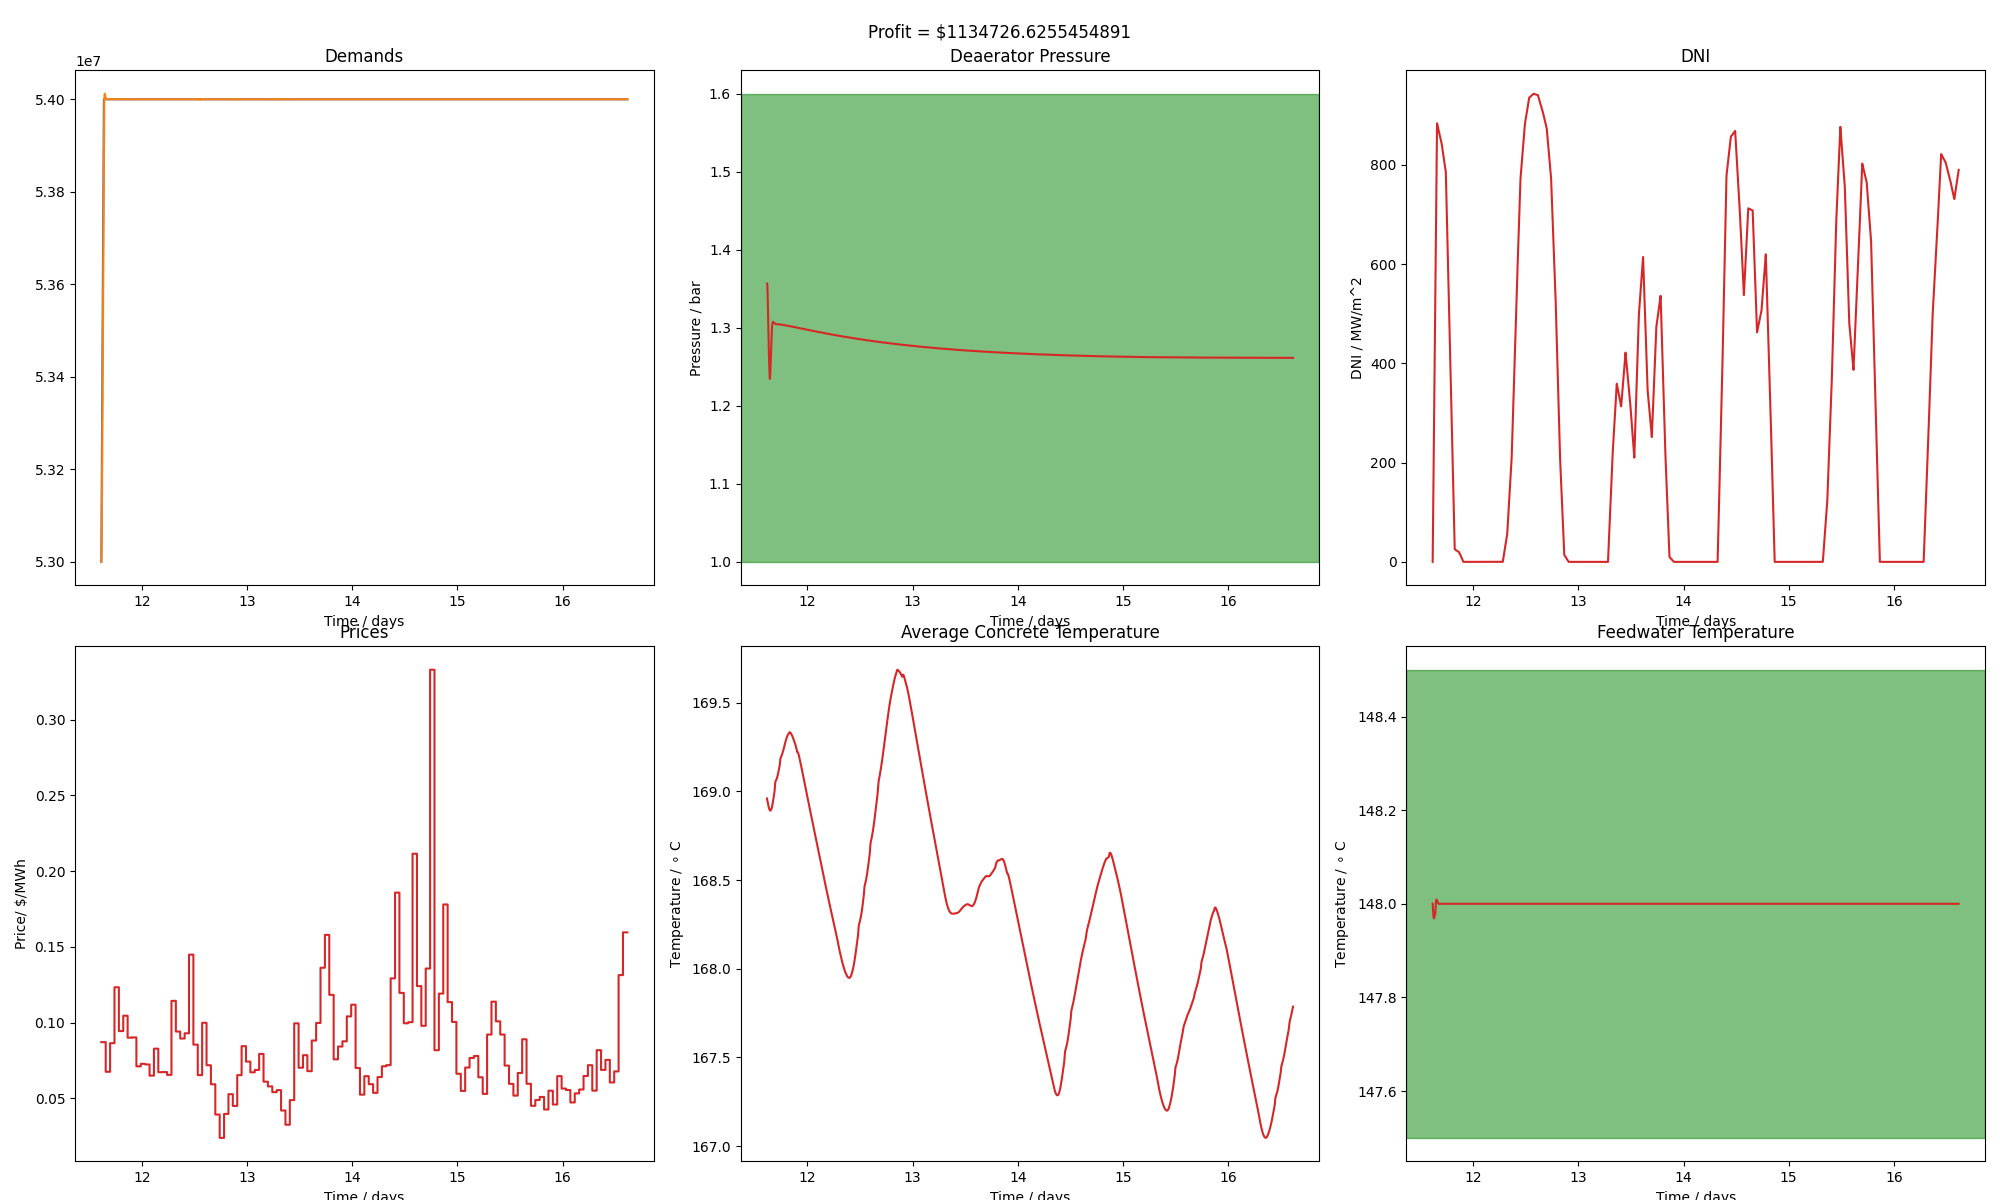 Profit = $1134726.6255454891
Demands
1e7
5.40
5.38
5.36
5.34
5.32
5.30
12 13 14 15 16
Time / days
Deaerator Pressure
Pressure / bar
1.6
1.5
1.4
1.3
1.2
1.1
1.0
12 13 14 15 16
Time / days
DNI
DNI / MW/m^2
800
600
400
200
0
12 13 14 15 16
Time / days
Prices
Price/ $/MWh
0.30
0.25
0.20
0.15
0.10
0.05
12 13 14 15 16
Time / days
Average Concrete Temperature
Temperature / ∘ C
169.5
169.0
168.5
168.0
167.5
167.0
12 13 14 15 16
Time / days
Feedwater Temperature
Temperature / ∘ C
148.4
148.2
148.0
147.8
147.6
12 13 14 15 16
Time / days